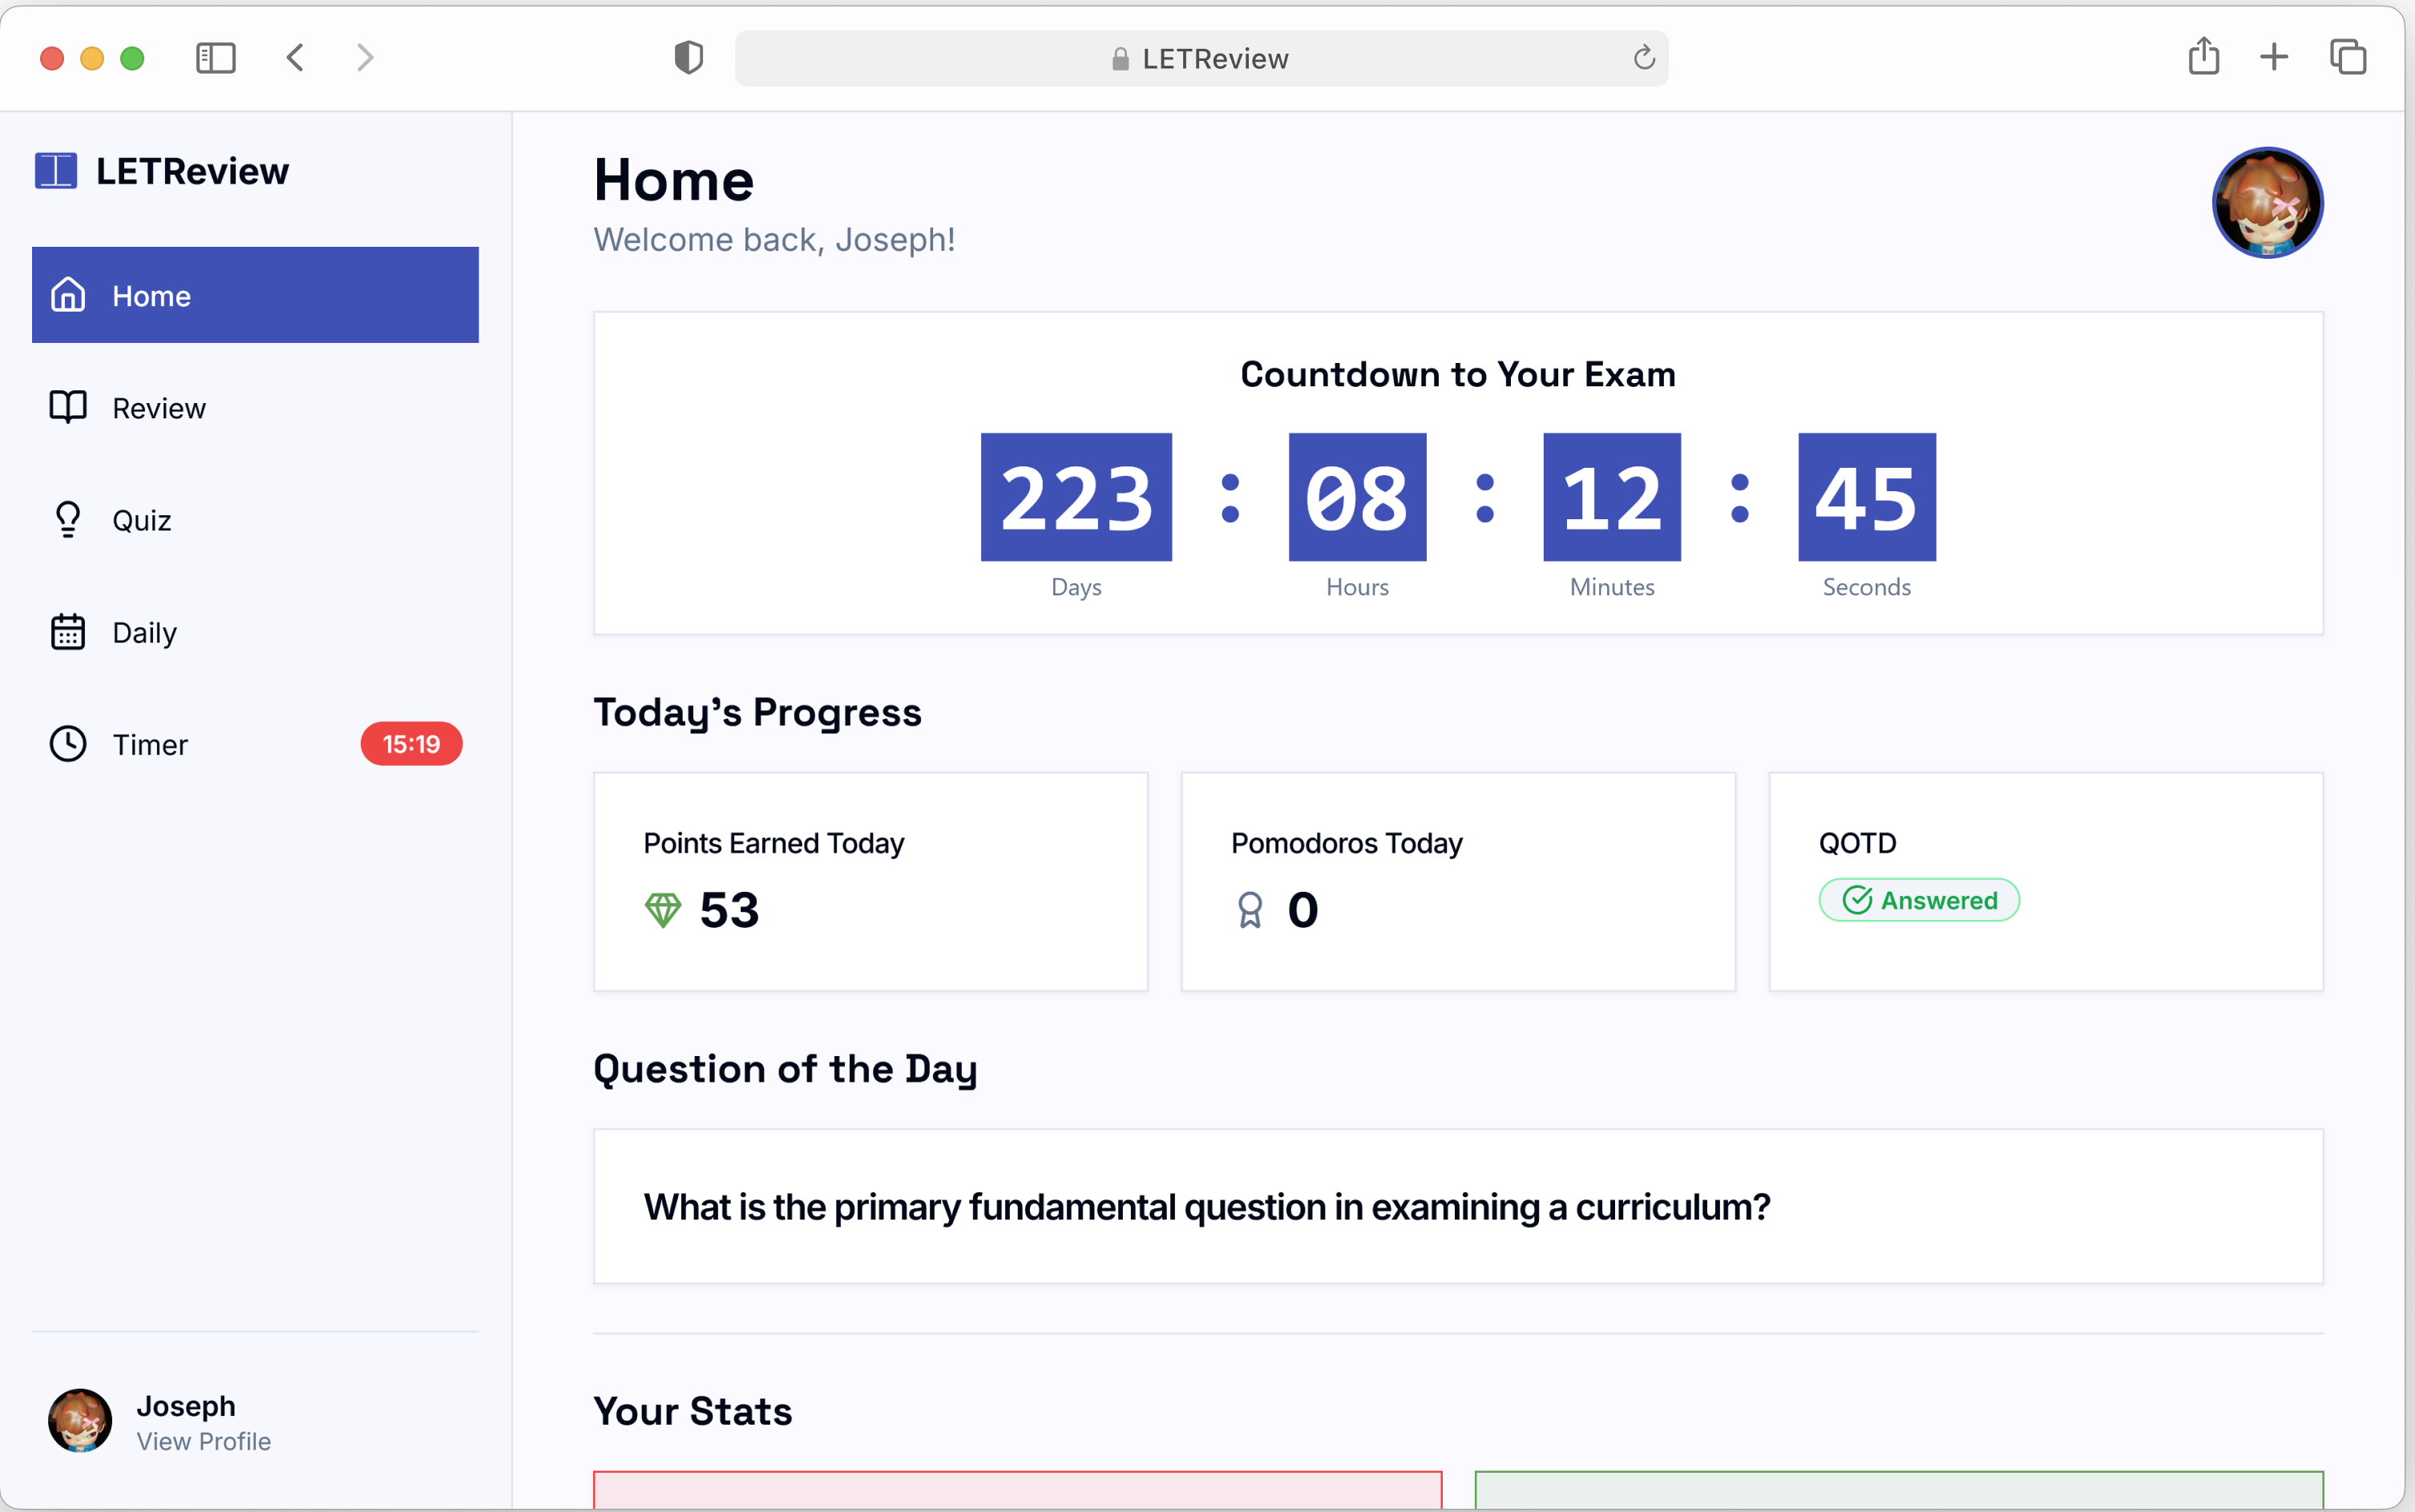 LETReview
LETReview
Home
Review
Quiz
Daily
Timer
15:19
Joseph
View Profile
Home
Welcome back, Joseph!
Countdown to Your Exam
223 : 08 : 12 : 45
Days Hours Minutes Seconds
Today's Progress
Points Earned Today
53
Pomodoros Today
0
QOTD
Answered
Question of the Day
What is the primary fundamental question in examining a curriculum?
Your Stats